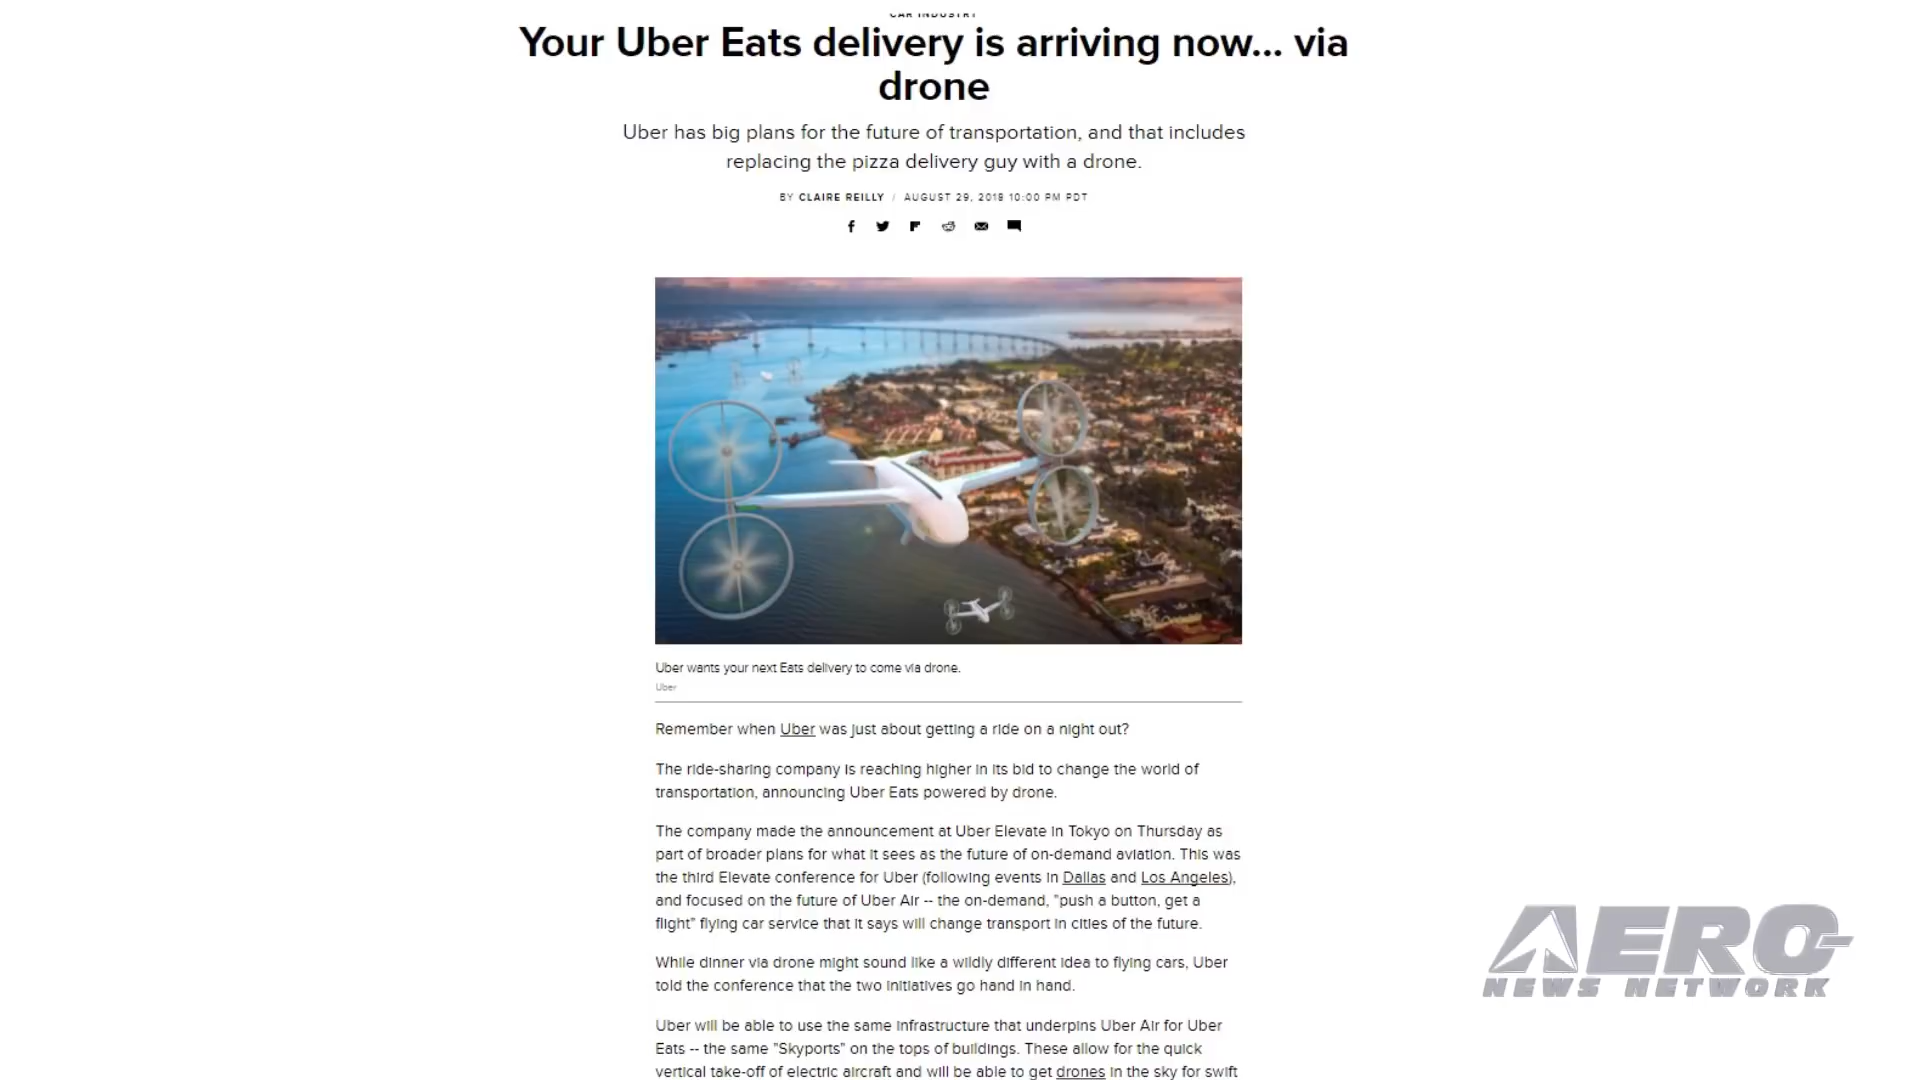 CAR INDUSTRY
Your Uber Eats delivery is arriving now... via
drone
Uber has big plans for the future of transportation, and that includes
replacing the pizza delivery guy with a drone.
BY CLAIRE REILLY / AUGUST 29, 2018 10:00 PM PDT
Uber wants your next Eats delivery to come via drone.
Uber
Remember when Uber was just about getting a ride on a night out?
The ride-sharing company is reaching higher in its bid to change the world of
transportation, announcing Uber Eats powered by drone.
The company made the announcement at Uber Elevate in Tokyo on Thursday as
part of broader plans for what it sees as the future of on-demand aviation. This was
the third Elevate conference for Uber (following events in Dallas and Los Angeles),
and focused on the future of Uber Air -- the on-demand, "push a button, get a
flight" flying car service that it says will change transport in cities of the future.
While dinner via drone might sound like a wildly different idea to flying cars, Uber
told the conference that the two initiatives go hand in hand.
Uber will be able to use the same infrastructure that underpins Uber Air for Uber
Eats -- the same "Skyports" on the tops of buildings. These allow for the quick
vertical take-off of electric aircraft and will be able to get drones in the sky for swift
AERO-
NEWS NETWORK